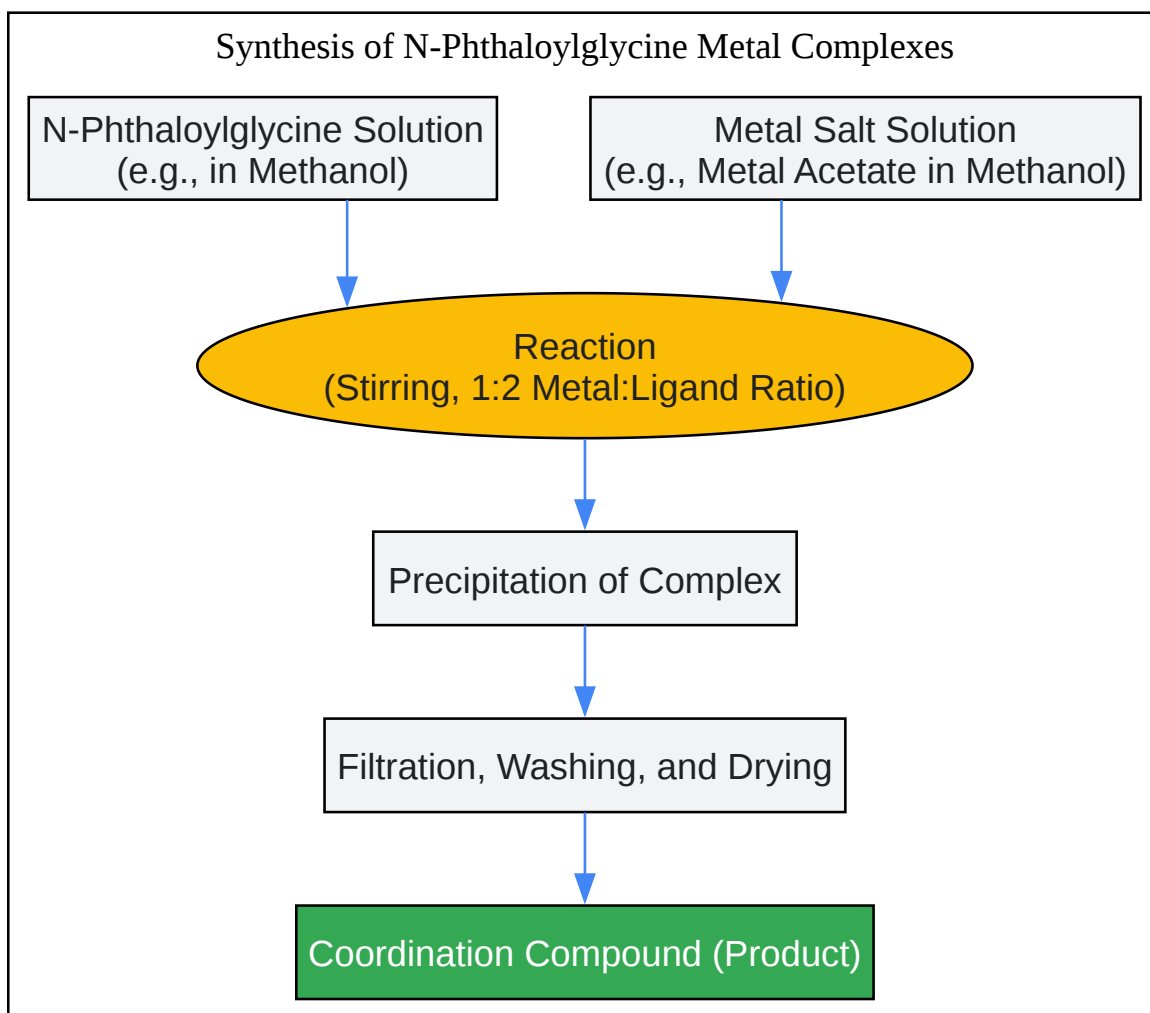 Synthesis of N-Phthaloylglycine Metal Complexes
N-Phthaloylglycine Solution
(e.g., in Methanol)
Metal Salt Solution
(e.g., Metal Acetate in Methanol)
Reaction
(Stirring, 1:2 Metal:Ligand Ratio)
Precipitation of Complex
Filtration, Washing, and Drying
Coordination Compound (Product)